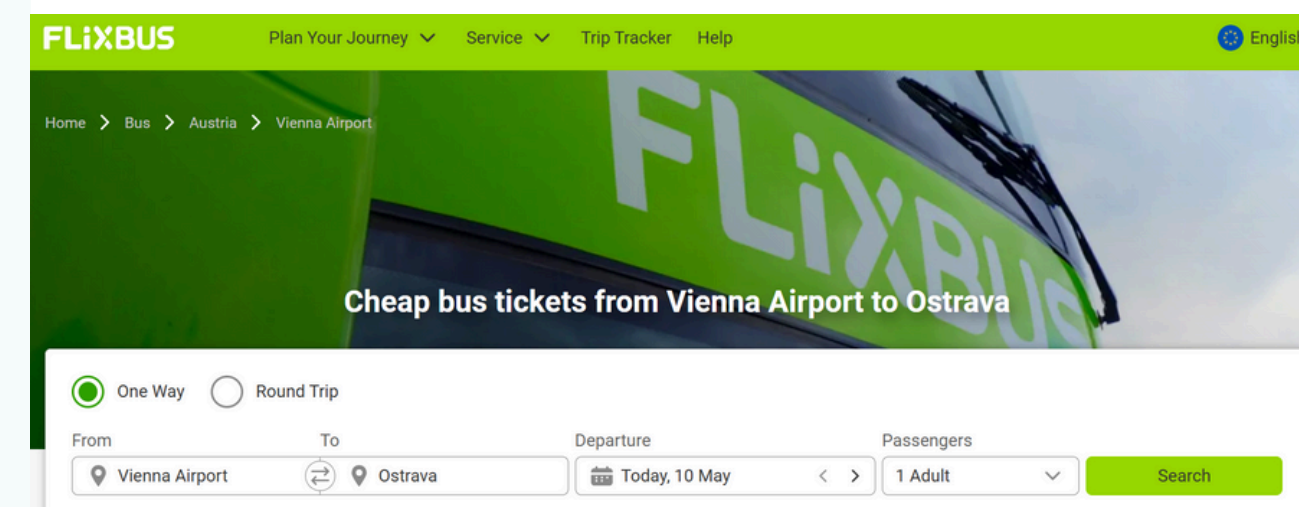 FLiXBUS Plan Your Journey Service Trip Tracker Help English
FLiXBUS
Home > Bus > Austria > Vienna Airport
Cheap bus tickets from Vienna Airport to Ostrava
One Way Round Trip
From To Departure Passengers
Vienna Airport Ostrava Today, 10 May < > 1 Adult Search